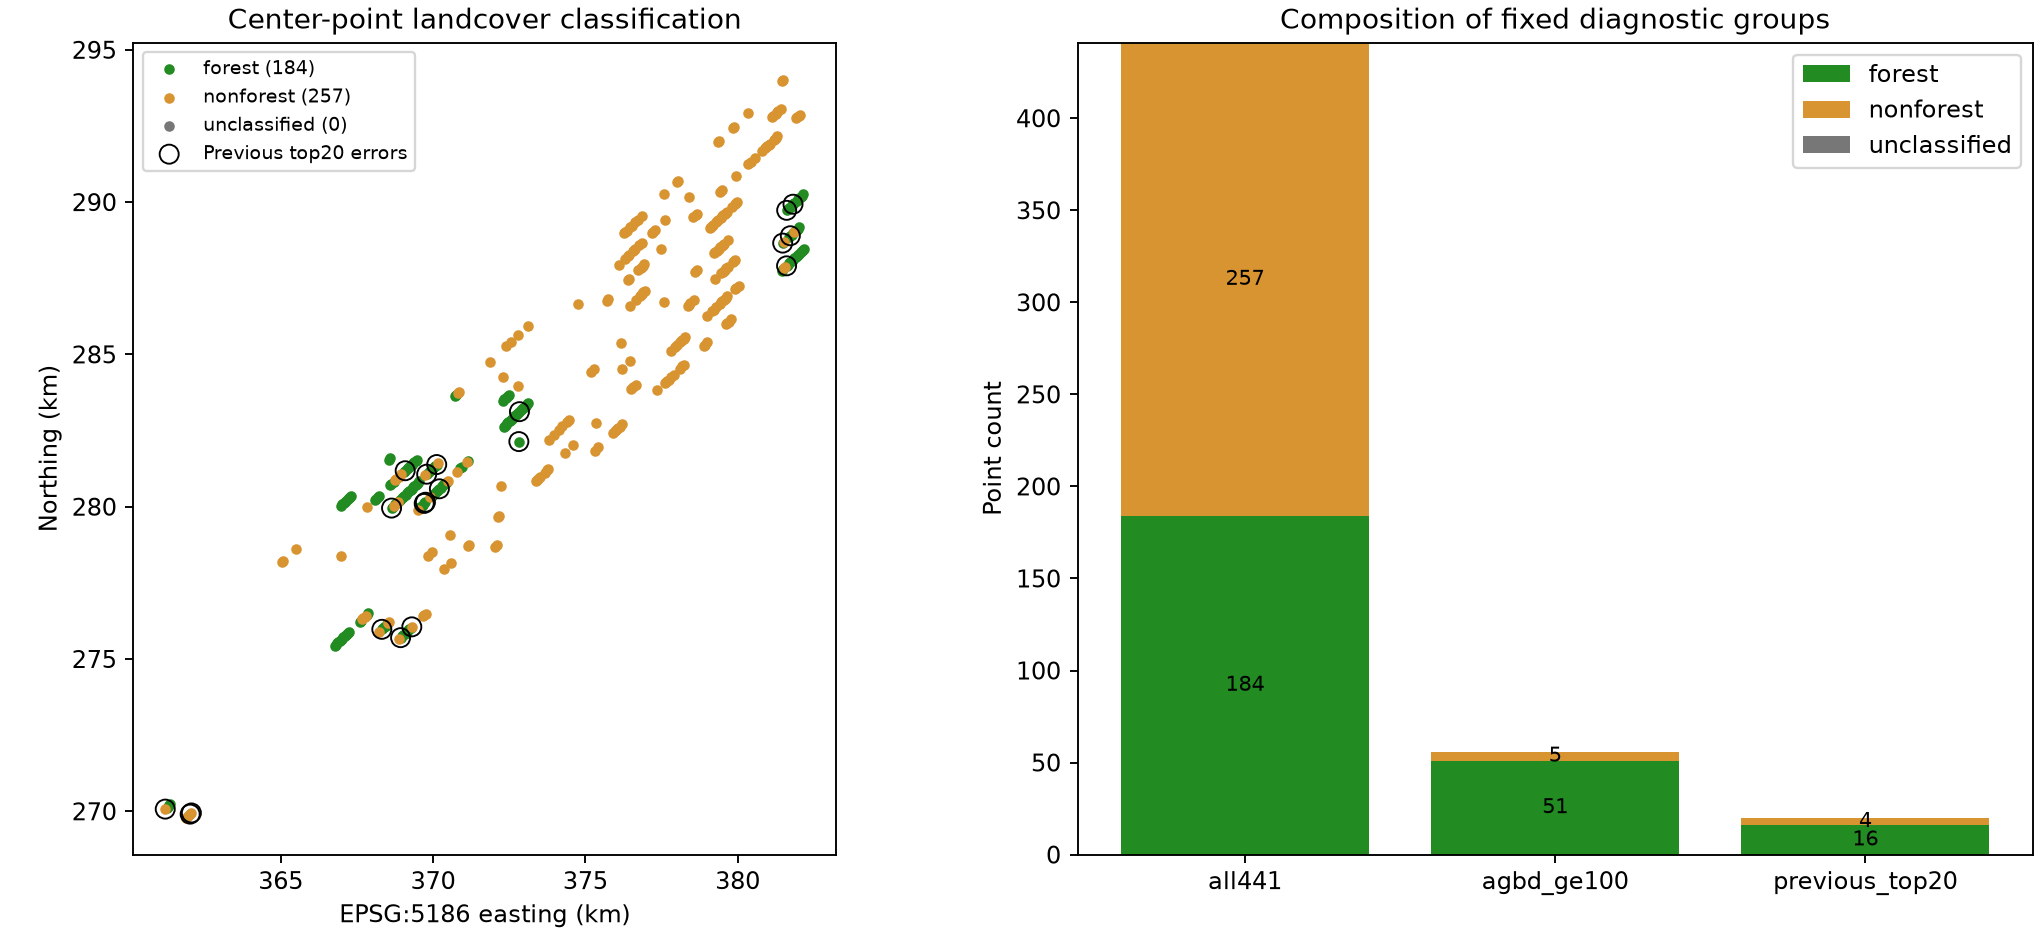 Center-point landcover classification
295
290
285
280
275
270
Northing (km)
forest (184)
nonforest (257)
unclassified (0)
Previous top20 errors
365 370 375 380
EPSG:5186 easting (km)
Composition of fixed diagnostic groups
400
350
300
250
200
150
100
50
0
Point count
forest
nonforest
unclassified
257
184
5
51
4
16
all441 agbd_ge100 previous_top20